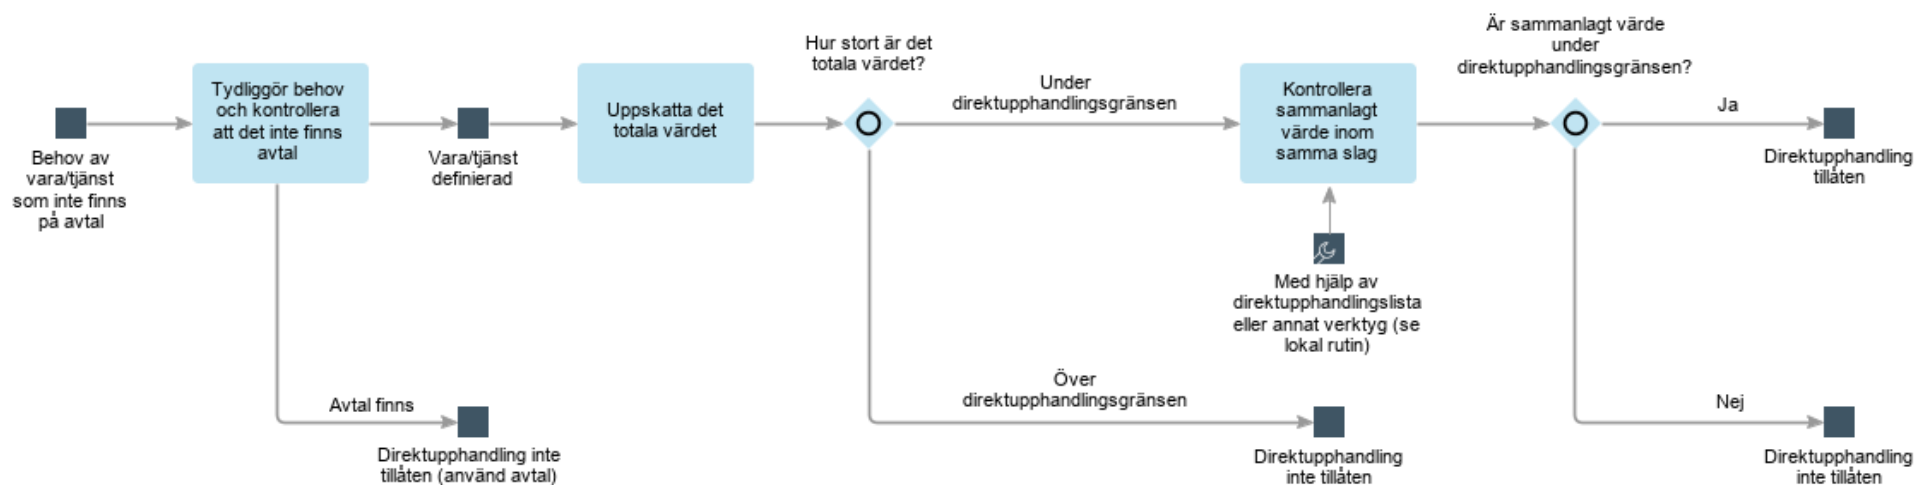 Behov av
vara/tjänst
som inte finns
på avtal
Tydliggör behov
och kontrollera
att det inte finns
avtal
Avtal finns
Direktupphandling inte
tillåten (använd avtal)
Vara/tjänst
definierad
Uppskatta det
totala värdet
Hur stort är det
totala värdet?
Under
direktupphandlingsgränsen
Över
direktupphandlingsgränsen
Direktupphandling
inte tillåten
Kontrollera
sammanlagt
värde inom
samma slag
Med hjälp av
direktupphandlingslista
eller annat verktyg (se
lokal rutin)
Är sammanlagt värde
under
direktupphandlingsgränsen?
Ja
Direktupphandling
tillåten
Nej
Direktupphandling
inte tillåten